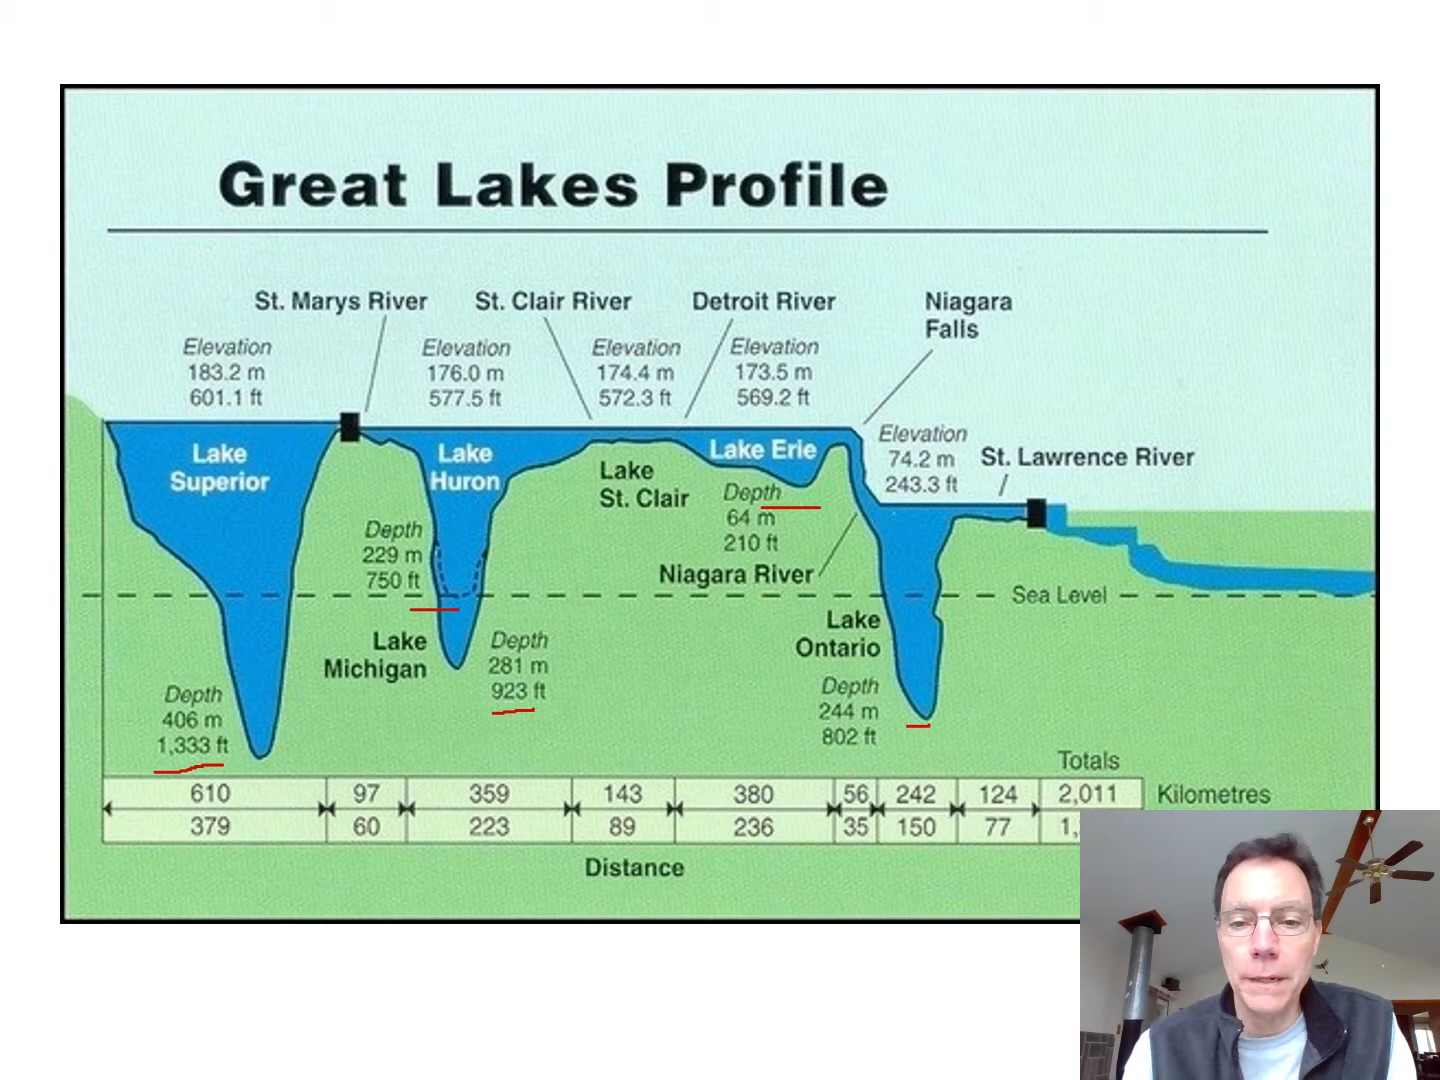 Great Lakes Profile
St. Marys River
St. Clair River
Detroit River
Niagara
Falls
Elevation
183.2 m
601.1 ft
Elevation
176.0 m
577.5 ft
Elevation
174.4 m
572.3 ft
Elevation
173.5 m
569.2 ft
Elevation
74.2 m
243.3 ft
St. Lawrence River
Lake
Superior
Lake
Huron
Lake
St. Clair
Lake Erie
Depth
64 m
210 ft
Depth
229 m
750 ft
Niagara River
Sea Level
Lake
Michigan
Depth
281 m
923 ft
Lake
Ontario
Depth
406 m
1,333 ft
Depth
244 m
802 ft
Totals
610 97 359 143 380 56 242 124 2,011 Kilometres
379 60 223 89 236 35 150 77 1,
Distance